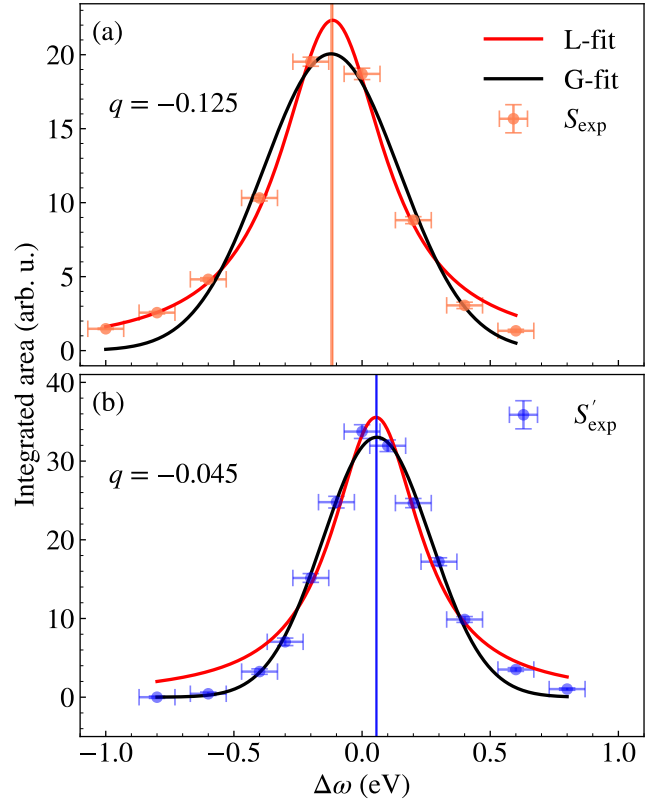 (a)
L-fit
G-fit
S_exp
q = −0.125
20
15
10
5
0
(b)
S′_exp
q = −0.045
40
30
20
10
0
Integrated area (arb. u.)
−1.0 −0.5 0.0 0.5 1.0
Δω (eV)